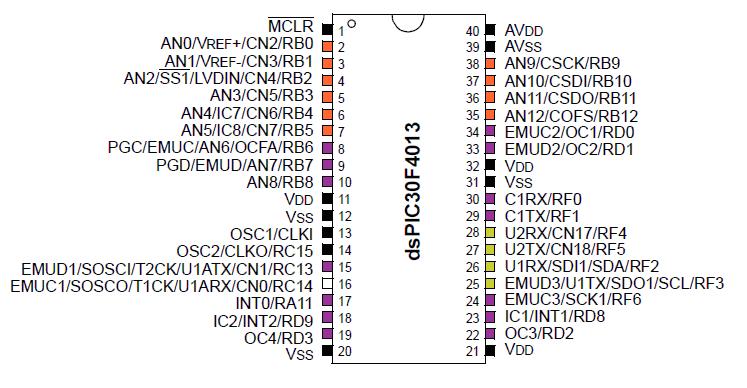 MCLR 1
AN0/VREF+/CN2/RB0 2
AN1/VREF-/CN3/RB1 3
AN2/SS1/LVDIN/CN4/RB2 4
AN3/CN5/RB3 5
AN4/IC7/CN6/RB4 6
AN5/IC8/CN7/RB5 7
PGC/EMUC/AN6/OCFA/RB6 8
PGD/EMUD/AN7/RB7 9
AN8/RB8 10
VDD 11
VSS 12
OSC1/CLKI 13
OSC2/CLKO/RC15 14
EMUD1/SOSCI/T2CK/U1ATX/CN1/RC13 15
EMUC1/SOSCO/T1CK/U1ARX/CN0/RC14 16
INT0/RA11 17
IC2/INT2/RD9 18
OC4/RD3 19
VSS 20
dsPIC30F4013
40 AVDD
39 AVSS
38 AN9/CSCK/RB9
37 AN10/CSDI/RB10
36 AN11/CSDO/RB11
35 AN12/COFS/RB12
34 EMUC2/OC1/RD0
33 EMUD2/OC2/RD1
32 VDD
31 VSS
30 C1RX/RF0
29 C1TX/RF1
28 U2RX/CN17/RF4
27 U2TX/CN18/RF5
26 U1RX/SDI1/SDA/RF2
25 EMUD3/U1TX/SDO1/SCL/RF3
24 EMUC3/SCK1/RF6
23 IC1/INT1/RD8
22 OC3/RD2
21 VDD